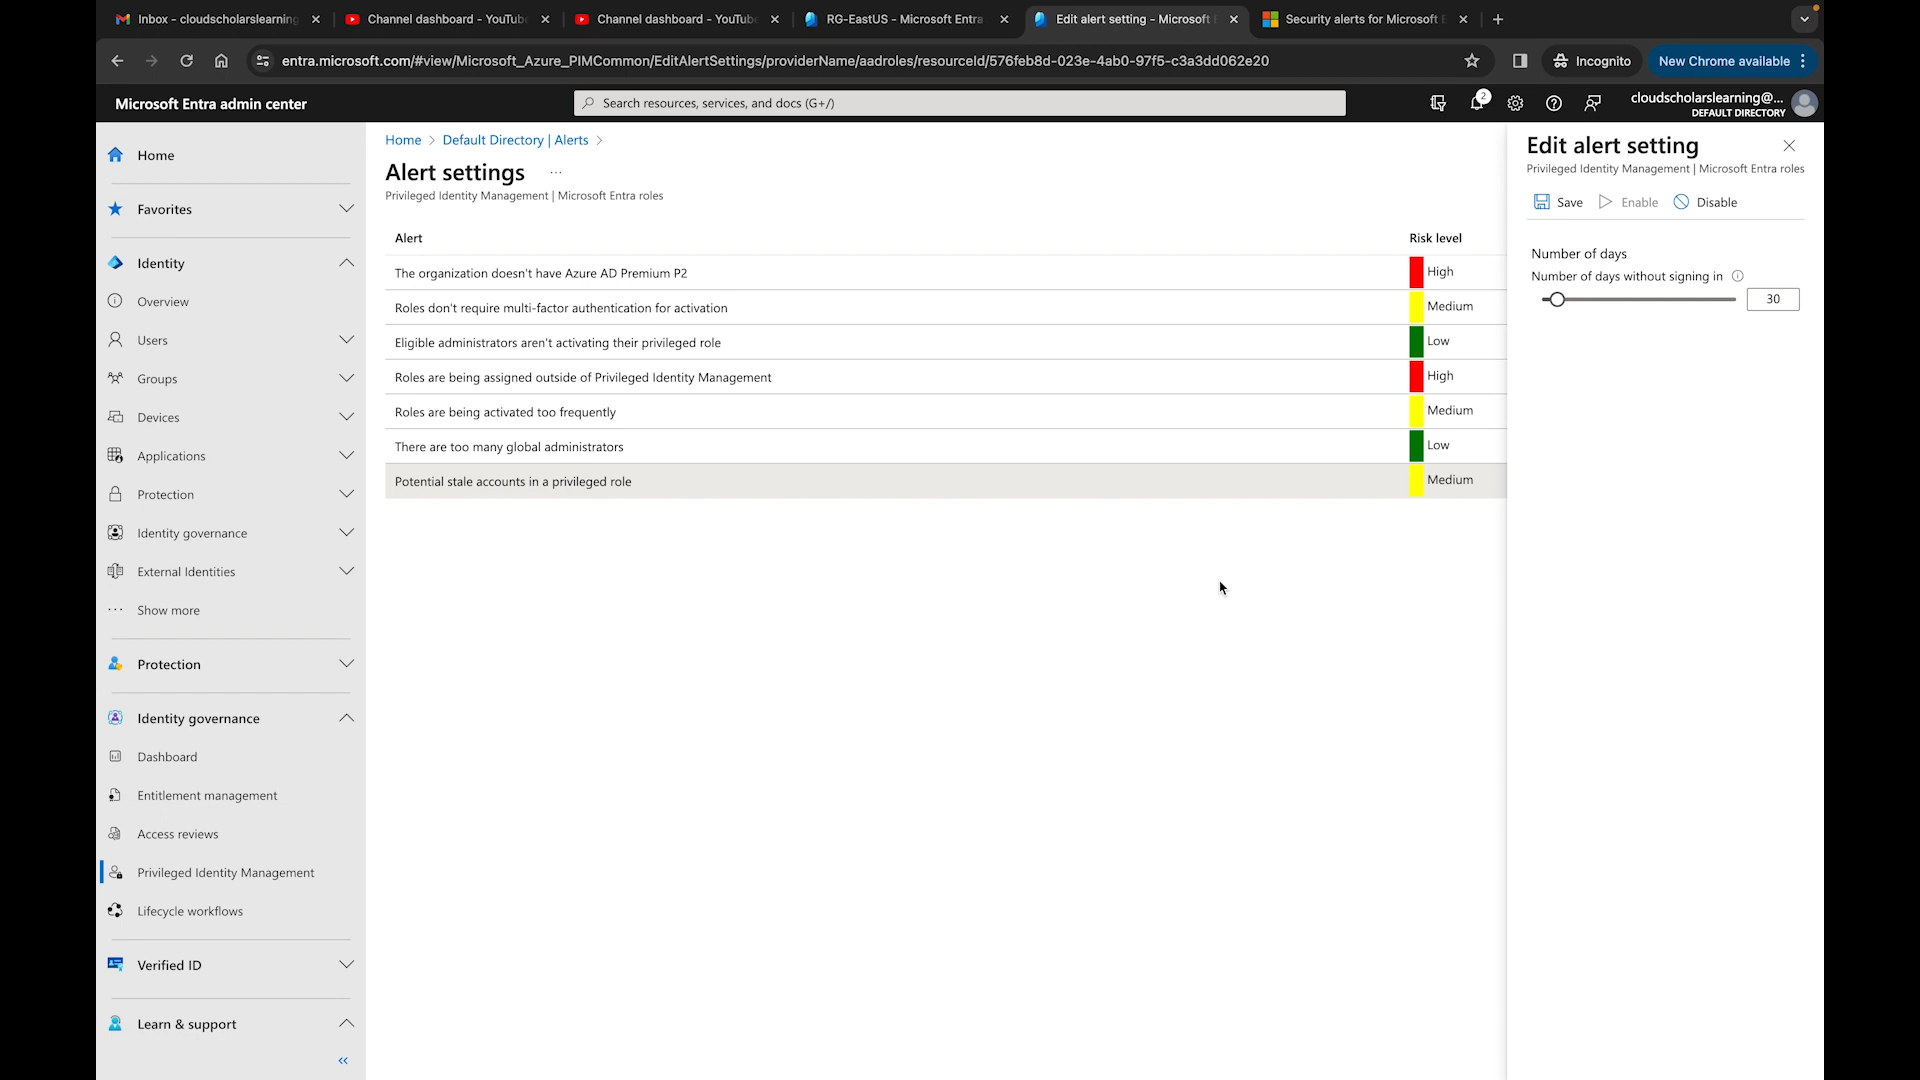 Inbox - cloudscholarslearning
Channel dashboard - YouTube
Channel dashboard - YouTube
RG-EastUS - Microsoft Entra
Edit alert setting - Microsoft
Security alerts for Microsoft E
entra.microsoft.com/#view/Microsoft_Azure_PIMCommon/EditAlertSettings/providerName/aadroles/resourceId/576feb8d-023e-4ab0-97f5-c3a3dd062e20
Incognito
New Chrome available
Microsoft Entra admin center
Search resources, services, and docs (G+/)
2
cloudscholarslearning@...
DEFAULT DIRECTORY
Home
Favorites
Identity
Overview
Users
Groups
Devices
Applications
Protection
Identity governance
External Identities
Show more
Protection
Identity governance
Dashboard
Entitlement management
Access reviews
Privileged Identity Management
Lifecycle workflows
Verified ID
Learn & support
Home > Default Directory | Alerts >
Alert settings ...
Privileged Identity Management | Microsoft Entra roles
Alert Risk level
The organization doesn't have Azure AD Premium P2 High
Roles don't require multi-factor authentication for activation Medium
Eligible administrators aren't activating their privileged role Low
Roles are being assigned outside of Privileged Identity Management High
Roles are being activated too frequently Medium
There are too many global administrators Low
Potential stale accounts in a privileged role Medium
Edit alert setting
Privileged Identity Management | Microsoft Entra roles
Save Enable Disable
Number of days
Number of days without signing in
30